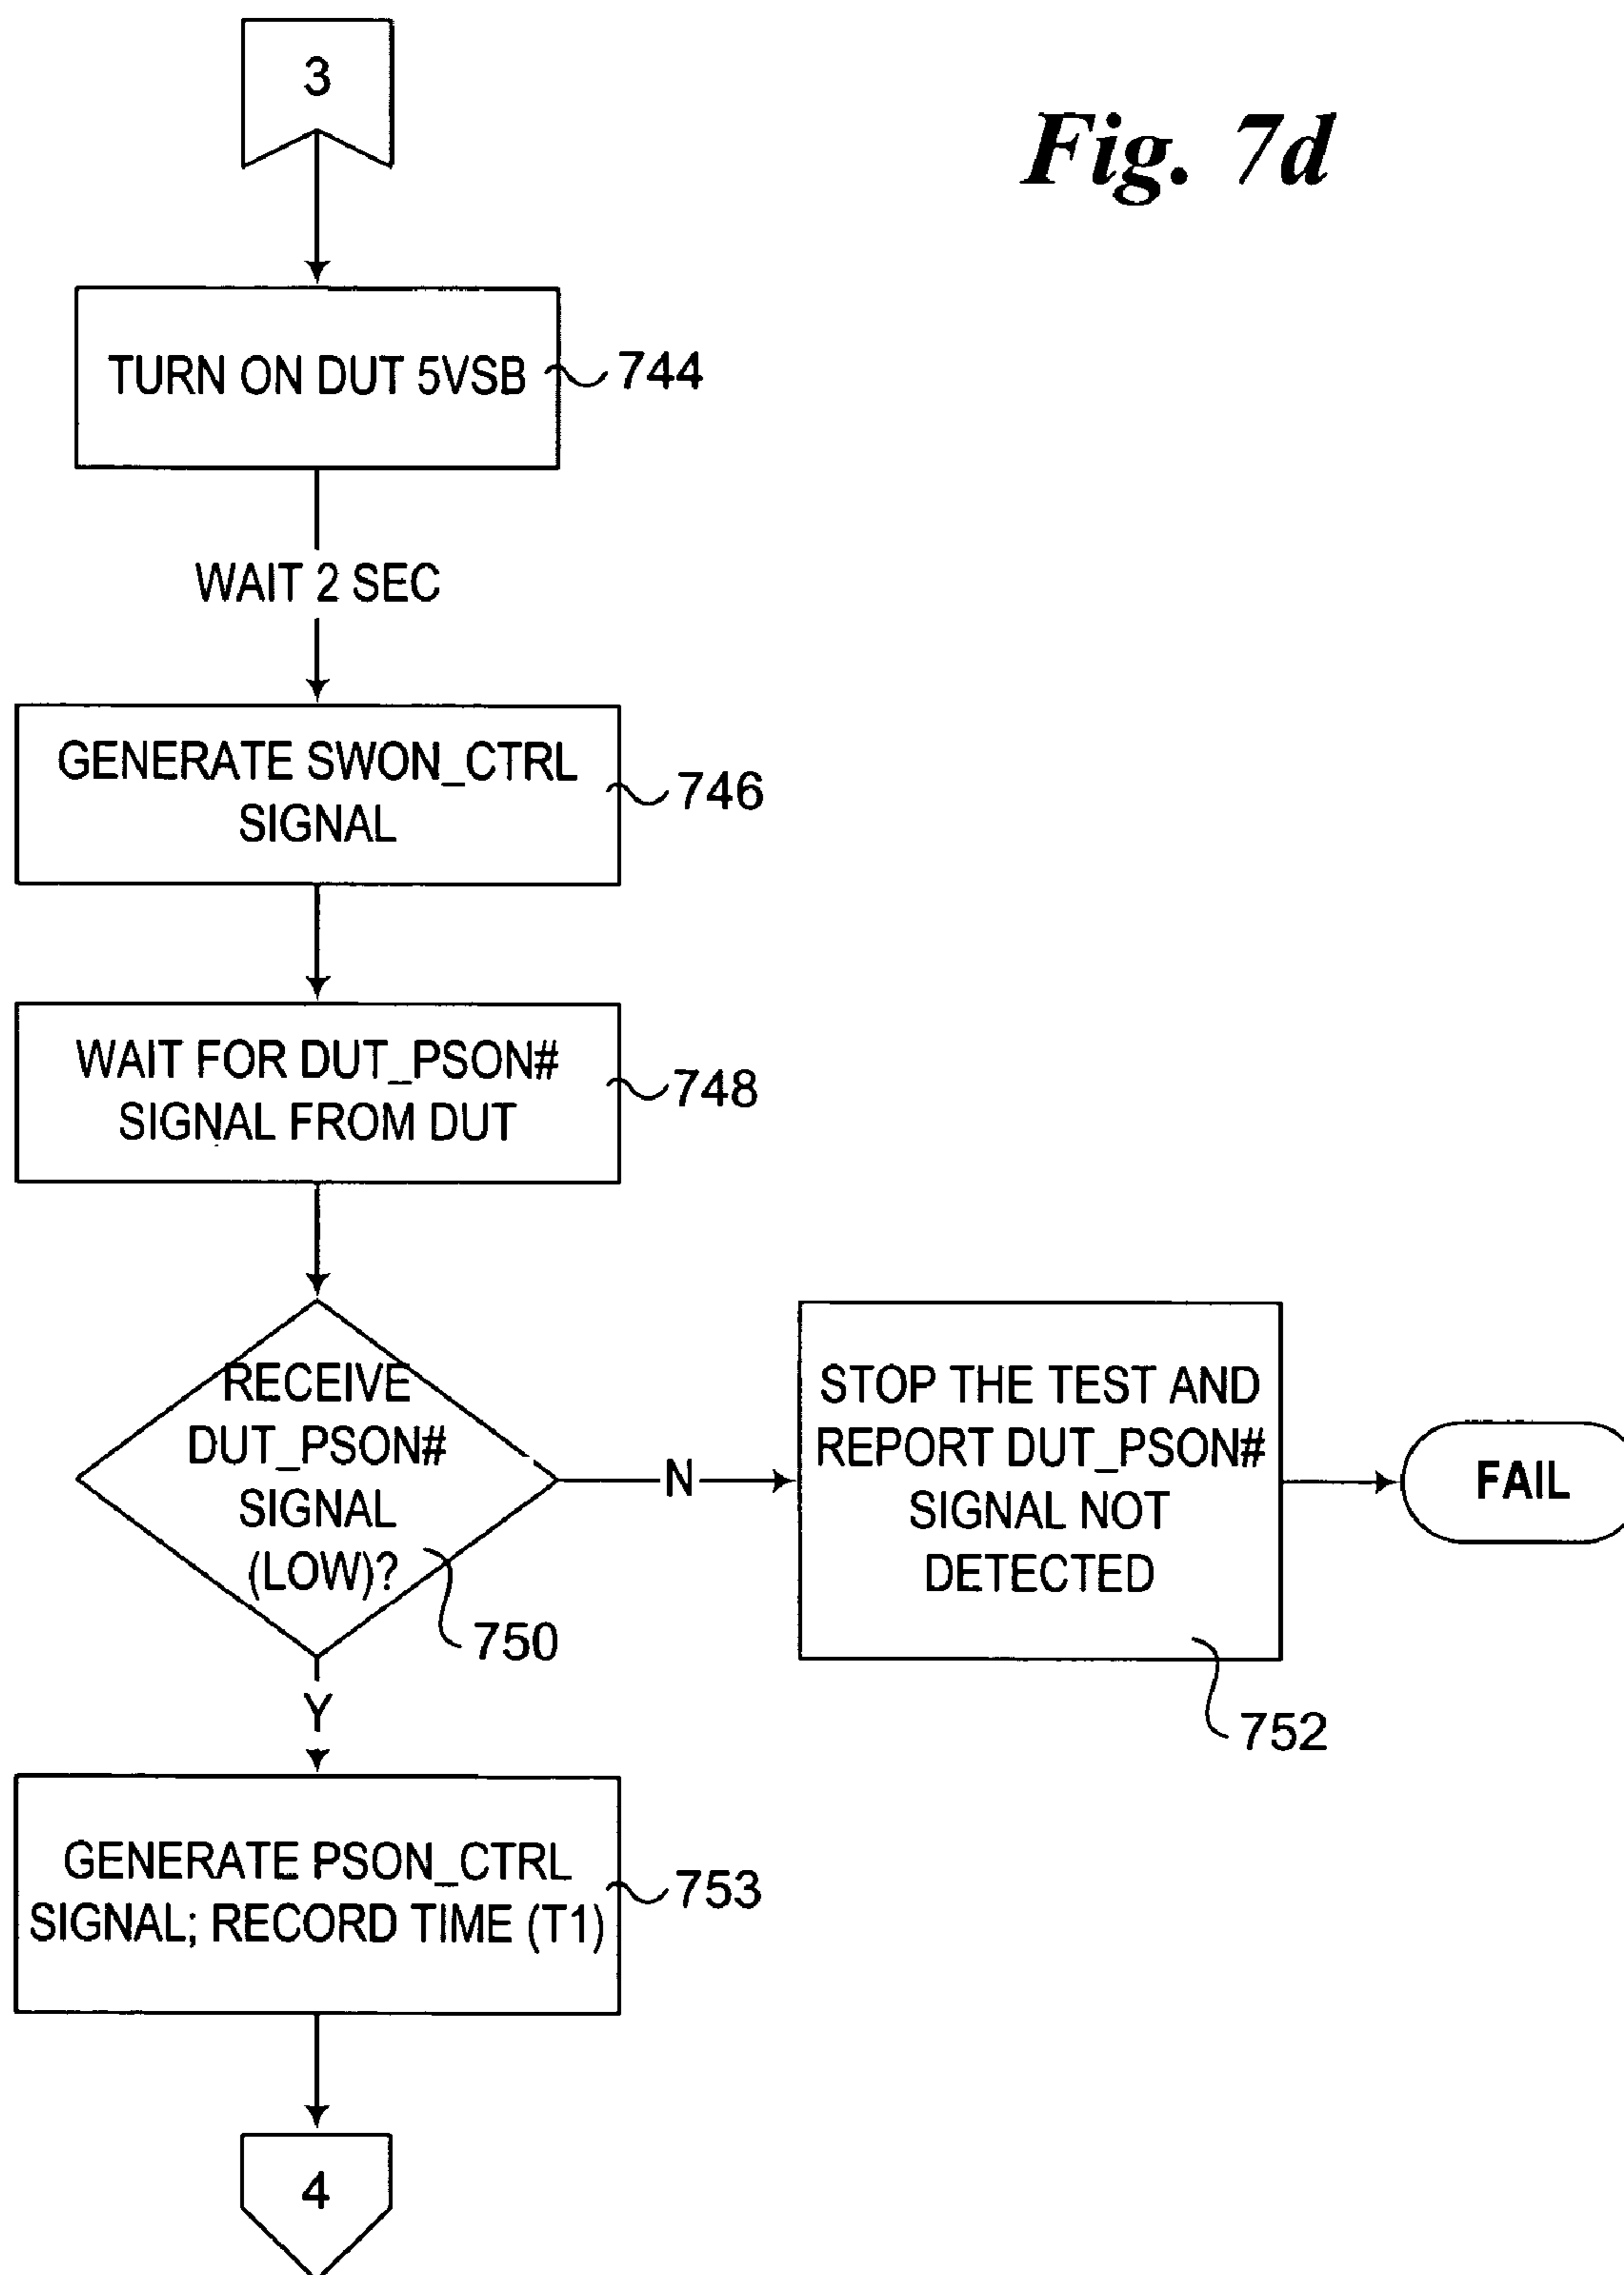 3
Fig. 7d
TURN ON DUT 5VSB
744
WAIT 2 SEC
GENERATE SWON_CTRL
SIGNAL
746
WAIT FOR DUT_PSON#
SIGNAL FROM DUT
748
RECEIVE
DUT_PSON#
SIGNAL
(LOW)?
750
N
STOP THE TEST AND
REPORT DUT_PSON#
SIGNAL NOT
DETECTED
752
FAIL
Y
GENERATE PSON_CTRL
SIGNAL; RECORD TIME (T1)
753
4